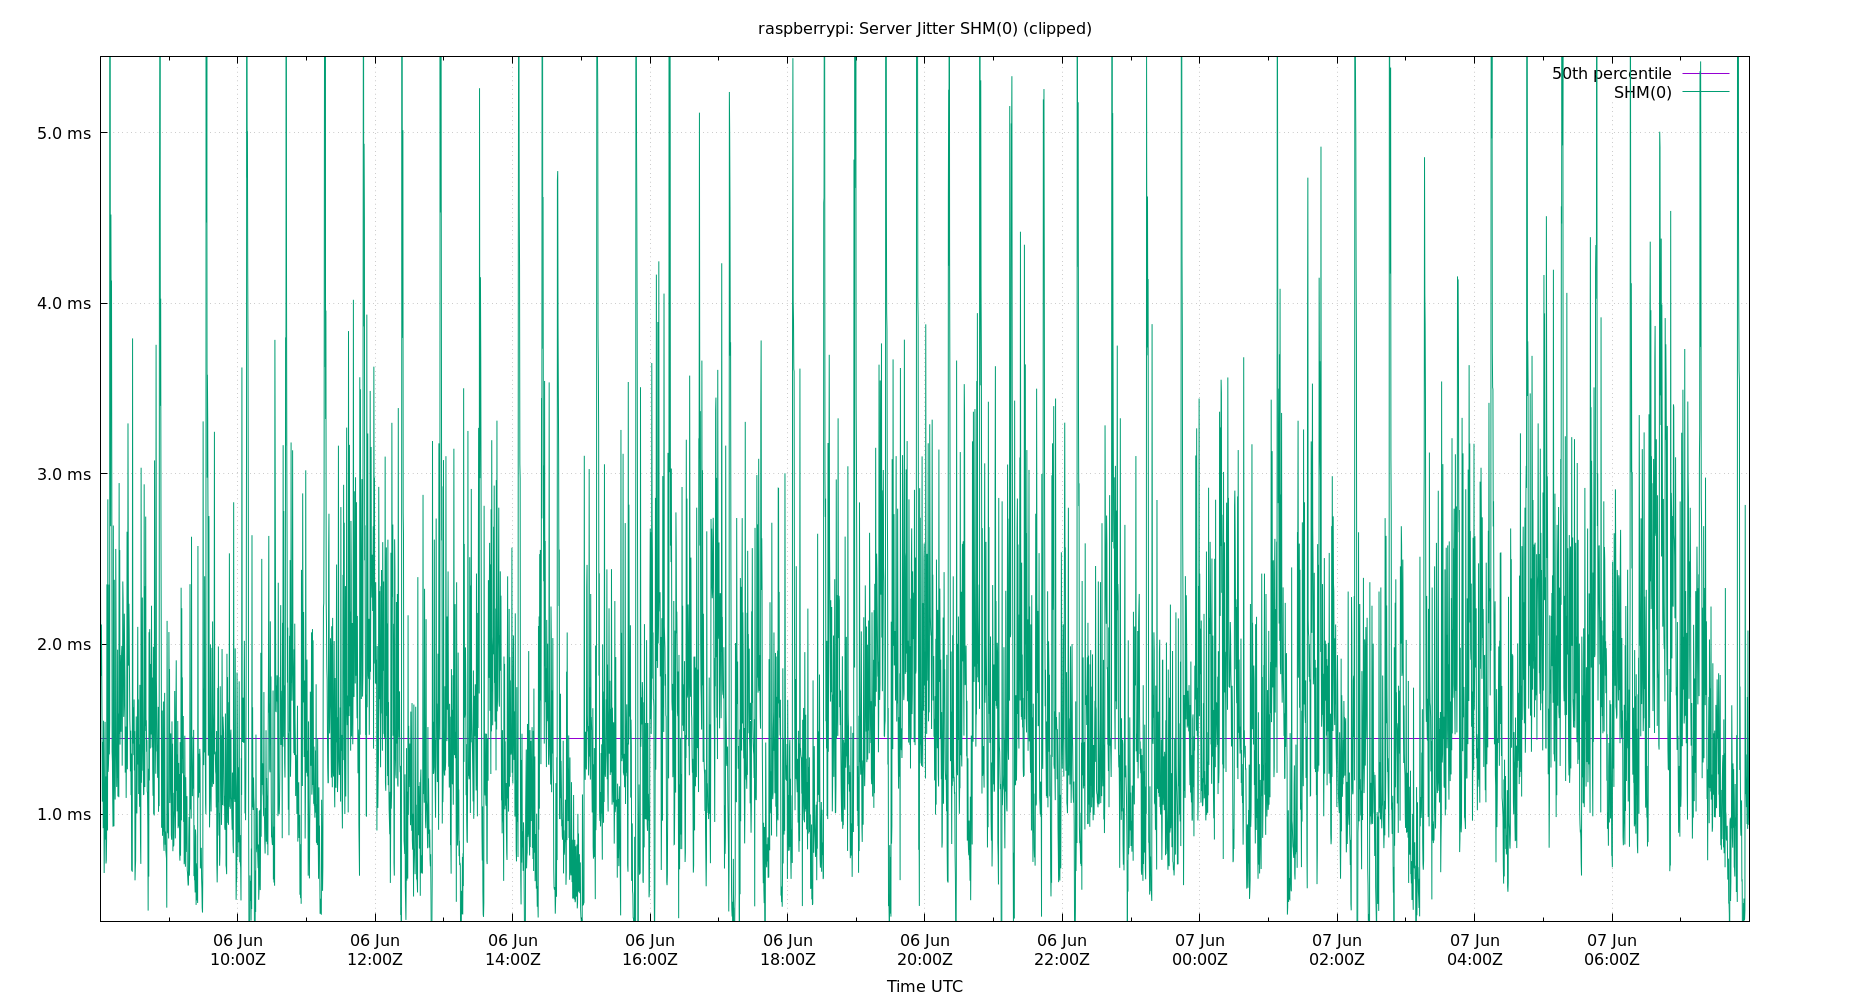 raspberrypi: Server Jitter SHM(0) (clipped)
50th percentile
SHM(0)
5.0 ms
4.0 ms
3.0 ms
2.0 ms
1.0 ms
06 Jun 06 Jun 06 Jun 06 Jun 06 Jun 06 Jun 06 Jun 07 Jun 07 Jun 07 Jun 07 Jun
10:00Z 12:00Z 14:00Z 16:00Z 18:00Z 20:00Z 22:00Z 00:00Z 02:00Z 04:00Z 06:00Z
Time UTC